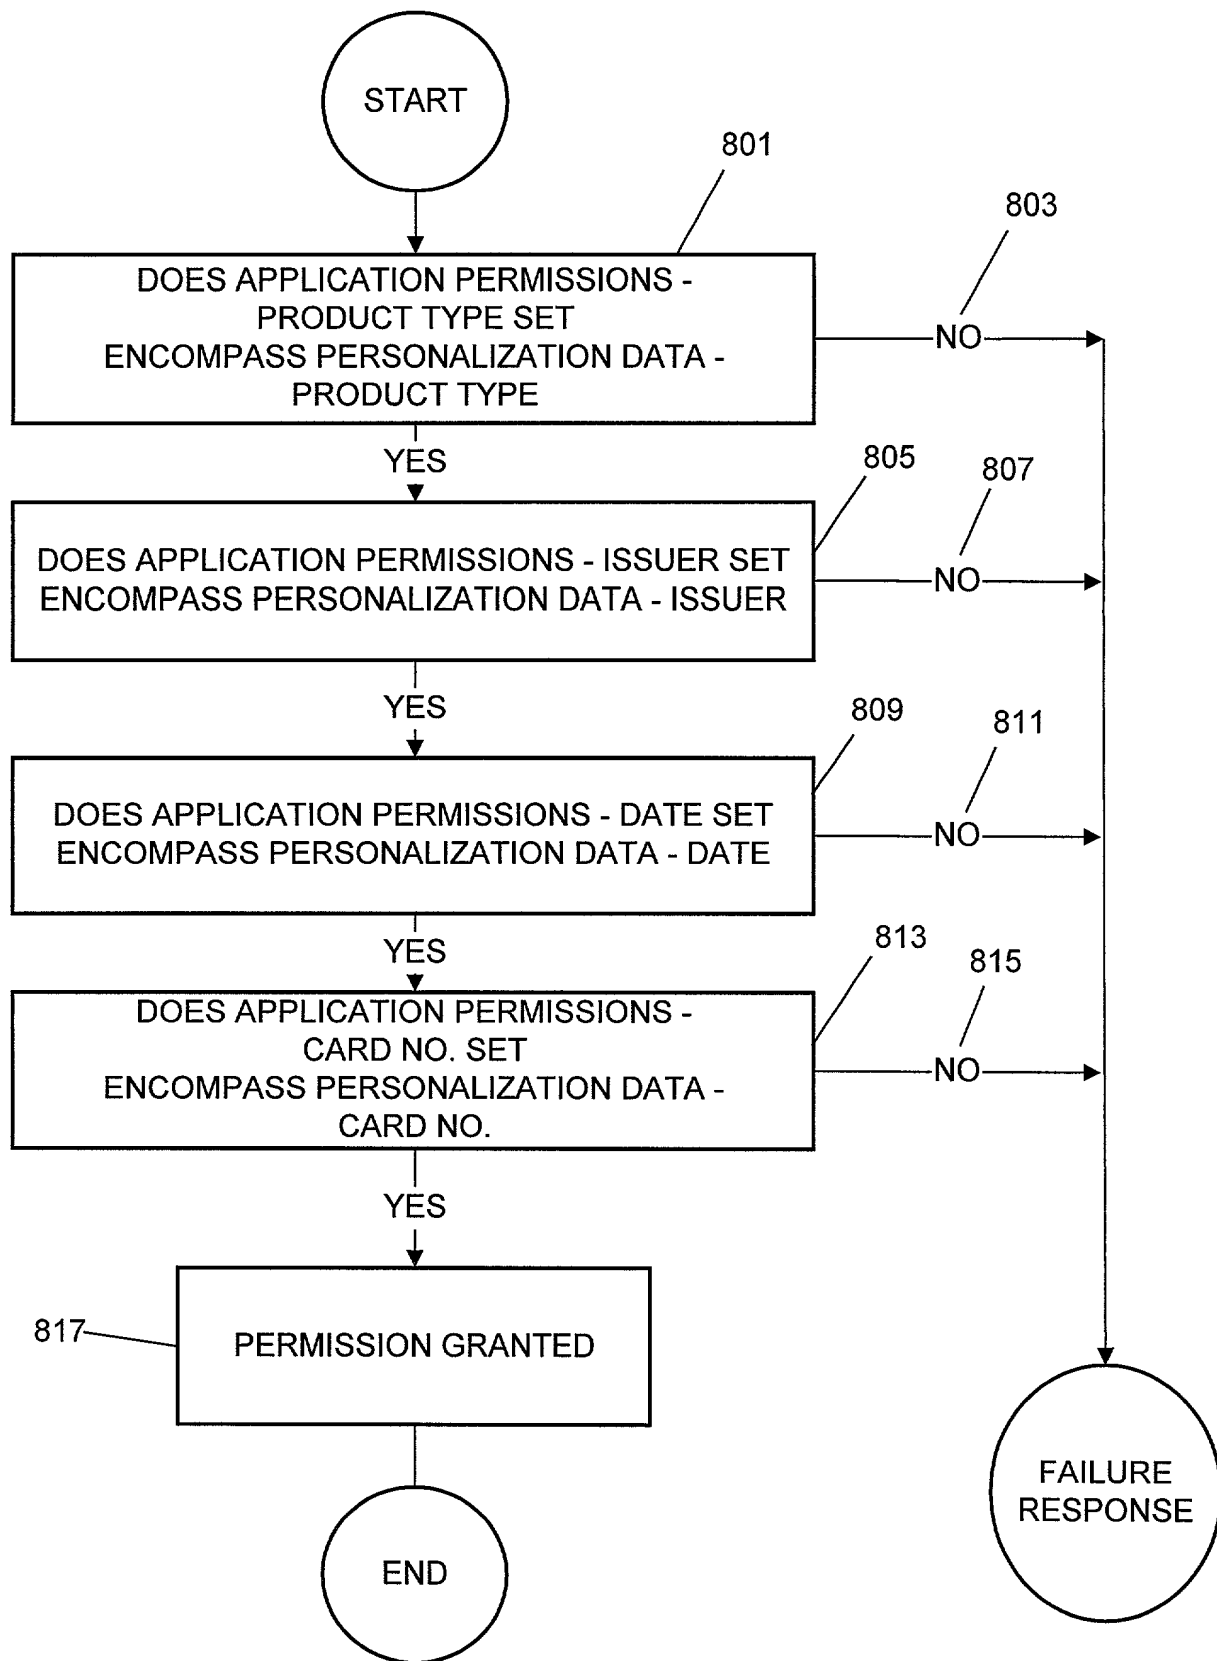 START
801
803
DOES APPLICATION PERMISSIONS -
PRODUCT TYPE SET
ENCOMPASS PERSONALIZATION DATA -
PRODUCT TYPE
NO
YES
805
807
DOES APPLICATION PERMISSIONS - ISSUER SET
ENCOMPASS PERSONALIZATION DATA - ISSUER
NO
YES
809
811
DOES APPLICATION PERMISSIONS - DATE SET
ENCOMPASS PERSONALIZATION DATA - DATE
NO
YES
813
815
DOES APPLICATION PERMISSIONS -
CARD NO. SET
ENCOMPASS PERSONALIZATION DATA -
CARD NO.
NO
YES
817
PERMISSION GRANTED
FAILURE
RESPONSE
END